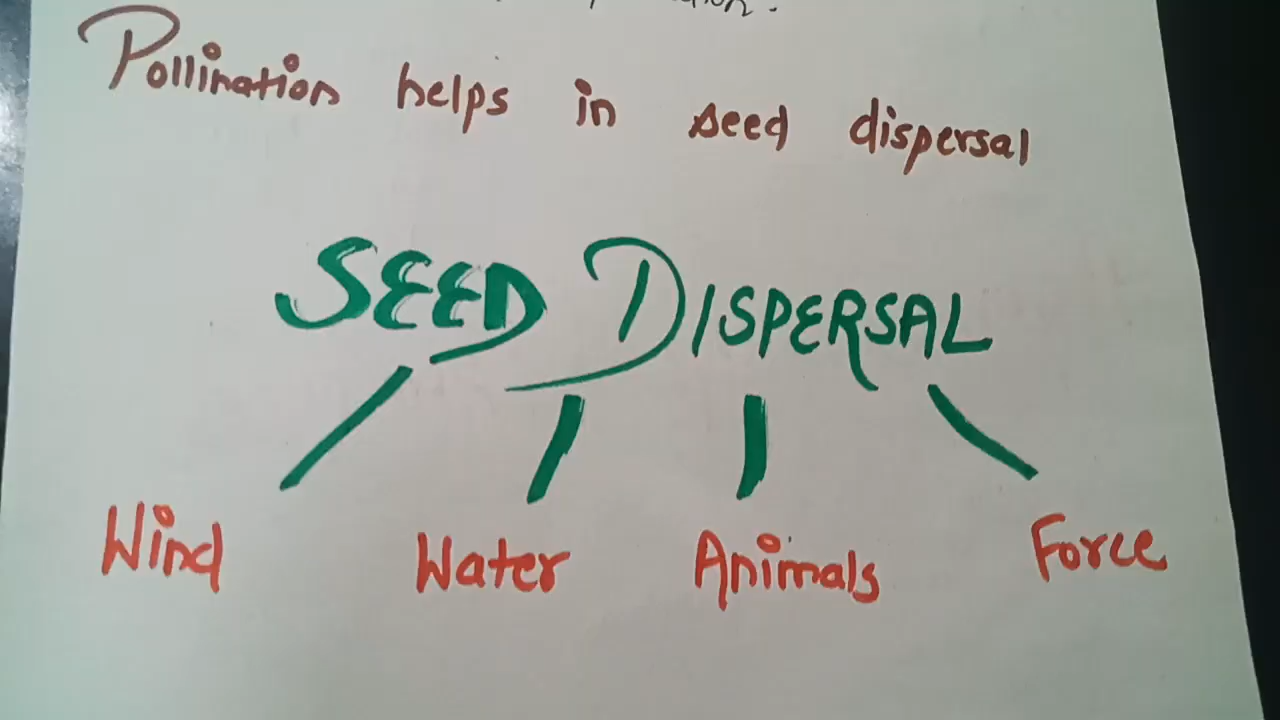 Pollination helps in seed dispersal
SEED DISPERSAL
Wind Water Animals Force